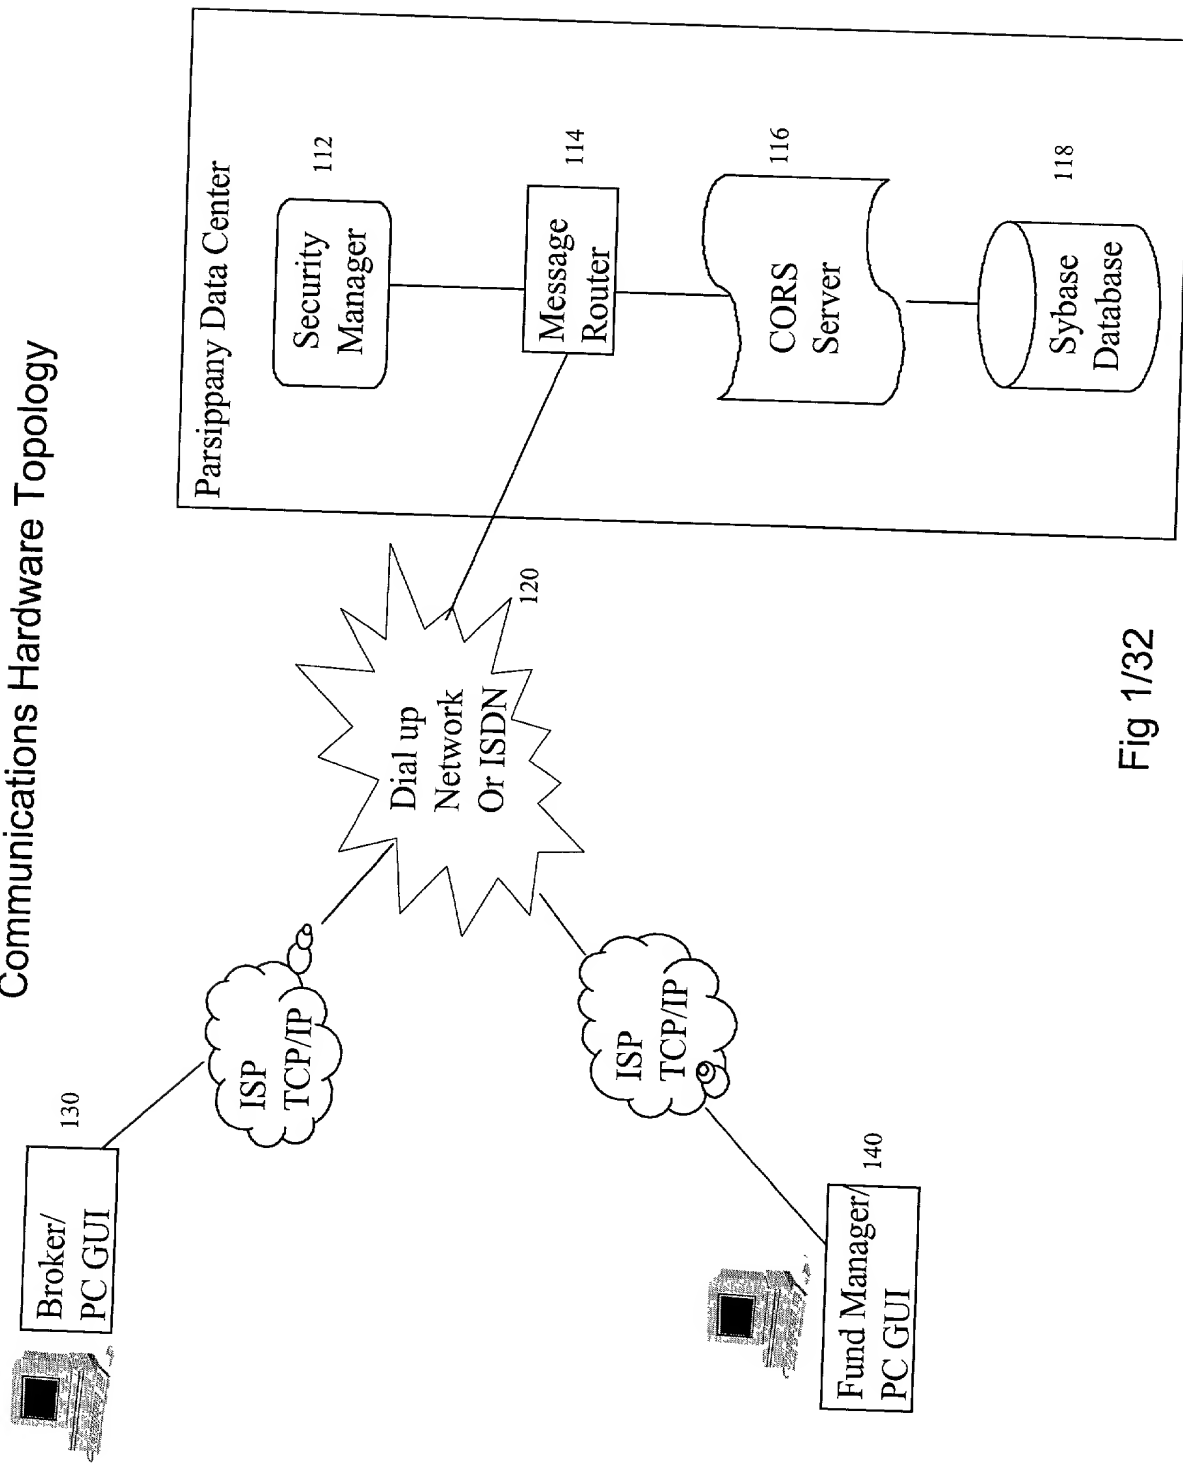 Communications Hardware Topology
Parsippany Data Center
Security
Manager
112
Message
Router
114
CORS
Server
116
Sybase
Database
118
Dial up
Network
Or ISDN
120
ISP
TCP/IP
ISP
TCP/IP
Broker/
PC GUI
130
Fund Manager/
PC GUI
140
Fig 1/32